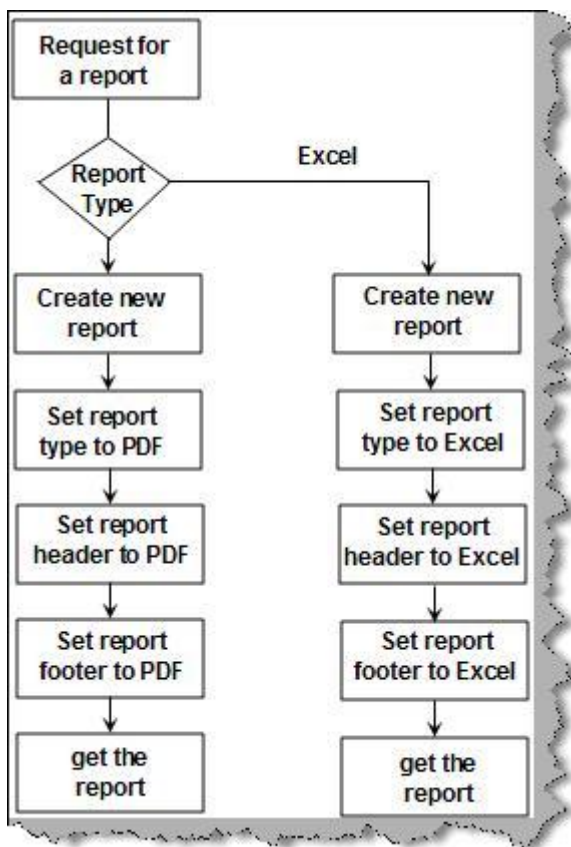 Request for
a report
Report
Type
Excel
Create new
report
Set report
type to PDF
Set report
header to PDF
Set report
footer to PDF
get the
report
Create new
report
Set report
type to Excel
Set report
header to Excel
Set report
footer to Excel
get the
report